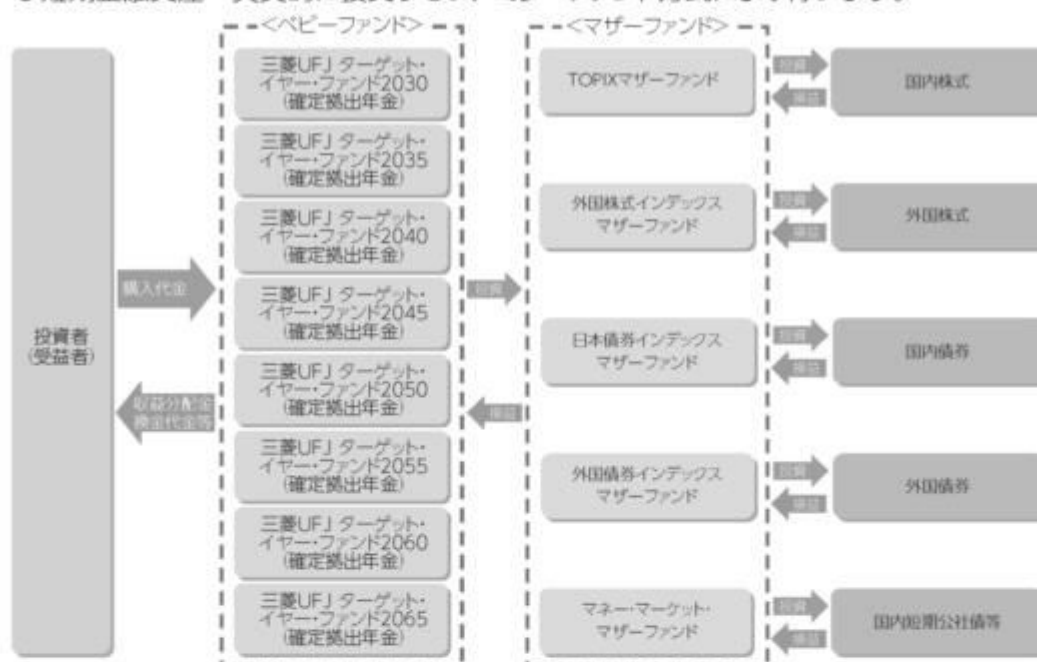 <ベビーファンド>
<マザーファンド>
投資者
(受益者)
購入代金
収益分配金
換金代金等
三菱UFJ ターゲット・
イヤー・ファンド2030
(確定拠出年金)
三菱UFJ ターゲット・
イヤー・ファンド2035
(確定拠出年金)
三菱UFJ ターゲット・
イヤー・ファンド2040
(確定拠出年金)
三菱UFJ ターゲット・
イヤー・ファンド2045
(確定拠出年金)
三菱UFJ ターゲット・
イヤー・ファンド2050
(確定拠出年金)
三菱UFJ ターゲット・
イヤー・ファンド2055
(確定拠出年金)
三菱UFJ ターゲット・
イヤー・ファンド2060
(確定拠出年金)
三菱UFJ ターゲット・
イヤー・ファンド2065
(確定拠出年金)
投資
損益
TOPIXマザーファンド
投資
損益
国内株式
外国株式インデックス
マザーファンド
投資
損益
外国株式
日本債券インデックス
マザーファンド
投資
損益
国内債券
外国債券インデックス
マザーファンド
投資
損益
外国債券
マネー・マーケット・
マザーファンド
投資
損益
国内短期公社債等